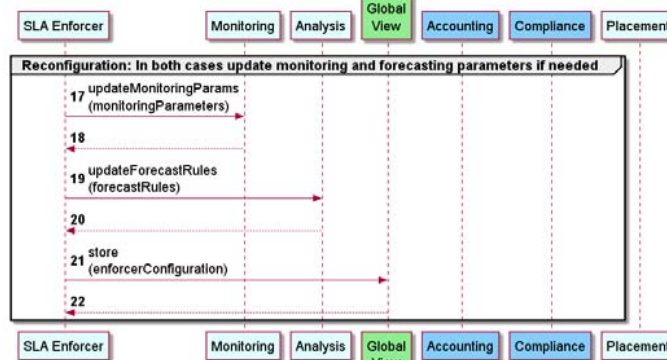 SLA Enforcer Monitoring Analysis Global View Accounting Compliance Placement
Reconfiguration: In both cases update monitoring and forecasting parameters if needed
17 updateMonitoringParams
(monitoringParameters)
18
19 updateForecastRules
(forecastRules)
20
21 store
(enforcerConfiguration)
22
SLA Enforcer Monitoring Analysis Global View Accounting Compliance Placement